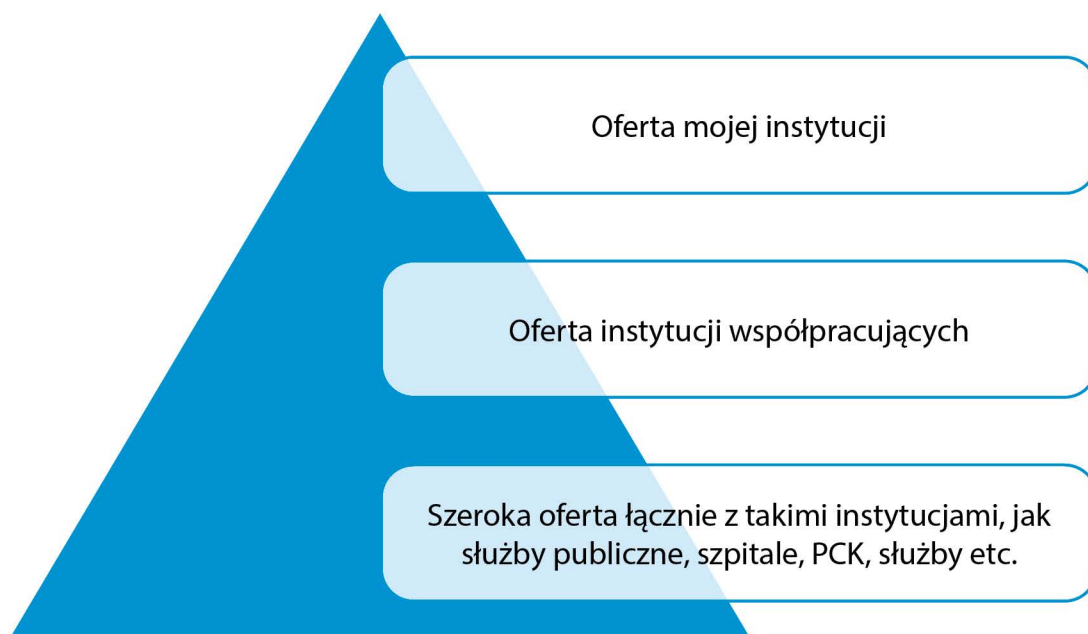 Oferta mojej instytucji
Oferta instytucji współpracujących
Szeroka oferta łącznie z takimi instytucjami, jak
służby publiczne, szpitale, PCK, służby etc.